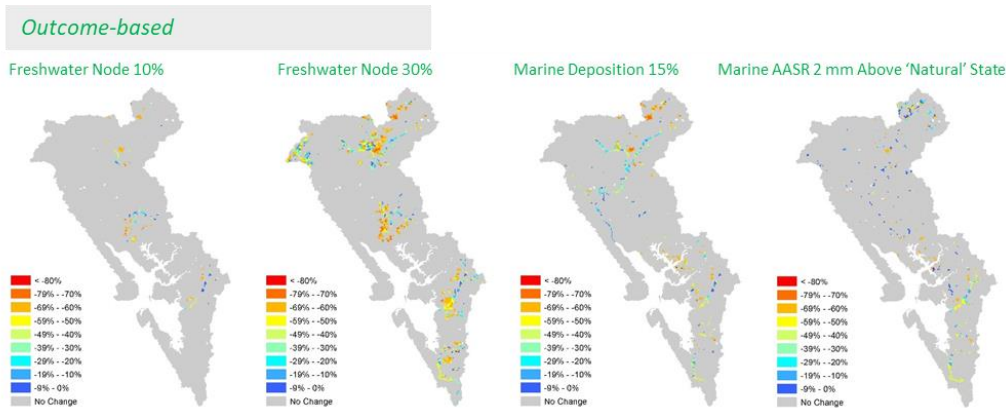 Outcome-based
Freshwater Node 10%
Freshwater Node 30%
Marine Deposition 15%
Marine AASR 2 mm Above ‘Natural’ State
< -80%
-79% - -70%
-69% - -60%
-59% - -50%
-49% - -40%
-39% - -30%
-29% - -20%
-19% - -10%
-9% - 0%
No Change
< -80%
-79% - -70%
-69% - -60%
-59% - -50%
-49% - -40%
-39% - -30%
-29% - -20%
-19% - -10%
-9% - 0%
No Change
< -80%
-79% - -70%
-69% - -60%
-59% - -50%
-49% - -40%
-39% - -30%
-29% - -20%
-19% - -10%
-9% - 0%
No Change
< -80%
-79% - -70%
-69% - -60%
-59% - -50%
-49% - -40%
-39% - -30%
-29% - -20%
-19% - -10%
-9% - 0%
No Change